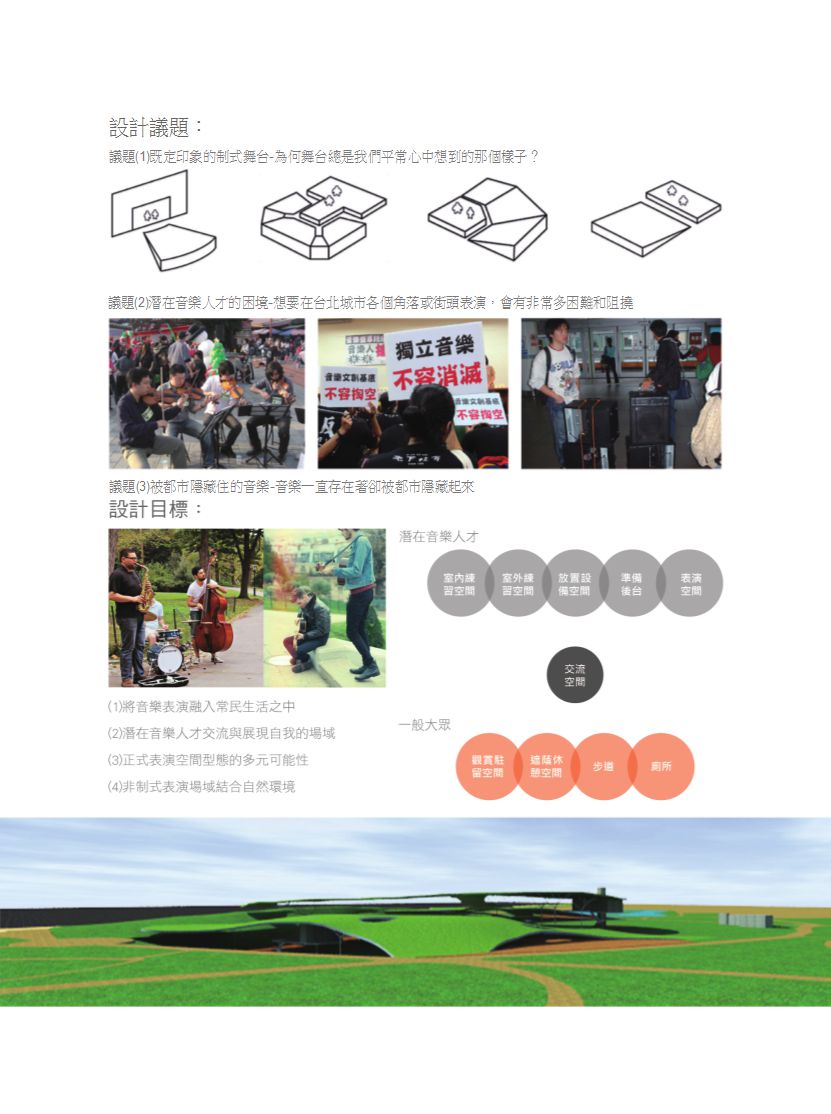 設計議題：
議題(1)既定印象的制式舞台-為何舞台總是我們平常心中想到的那個樣子？
議題(2)潛在音樂人才的困境-想要在台北城市各個角落或街頭表演，會有非常多困難和阻撓
音樂人
獨立音樂
不容消滅
音樂文創基底
不容掏空
音樂文創基底
不容掏空
反
議題(3)被都市隱藏住的音樂-音樂一直存在著卻被都市隱藏起來
設計目標：
潛在音樂人才
室內練
習空間
室外練
習空間
放置設
備空間
準備
後台
表演
空間
交流
空間
(1)將音樂表演融入常民生活之中
(2)潛在音樂人才交流與展現自我的場域
(3)正式表演空間型態的多元可能性
(4)非制式表演場域結合自然環境
一般大眾
觀賞駐
留空間
遮蔭休
憩空間
步道
廁所